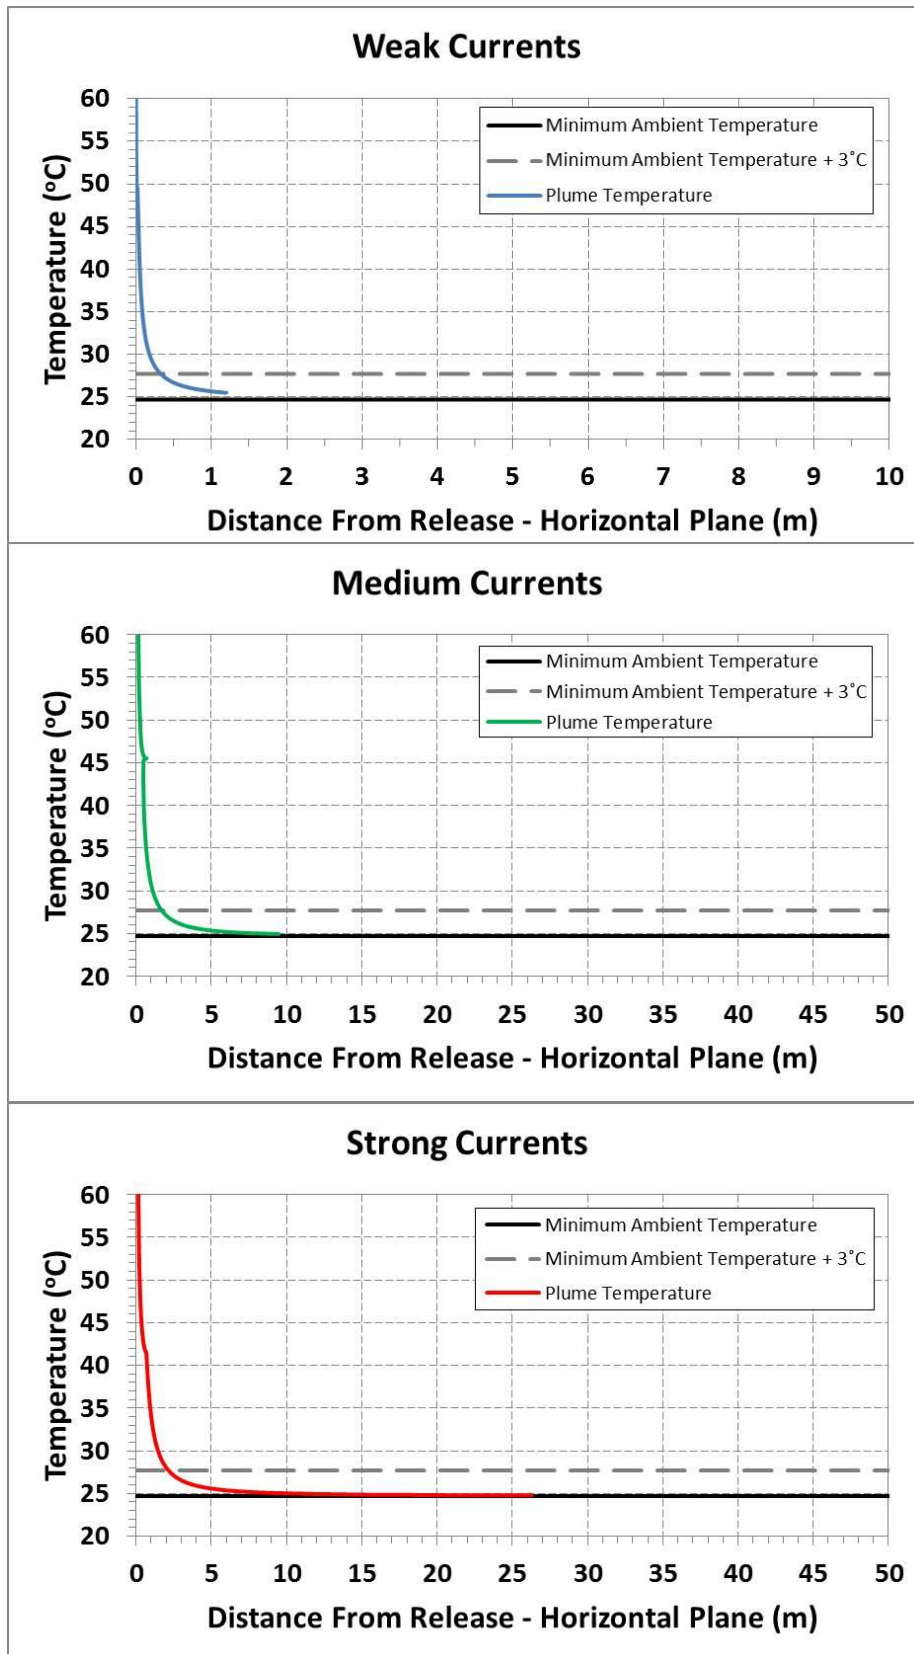 Weak Currents
Temperature (°C)
60
55
50
45
40
35
30
25
20
Minimum Ambient Temperature
Minimum Ambient Temperature + 3˚C
Plume Temperature
0 1 2 3 4 5 6 7 8 9 10
Distance From Release - Horizontal Plane (m)
Medium Currents
Temperature (°C)
60
55
50
45
40
35
30
25
20
Minimum Ambient Temperature
Minimum Ambient Temperature + 3˚C
Plume Temperature
0 5 10 15 20 25 30 35 40 45 50
Distance From Release - Horizontal Plane (m)
Strong Currents
Temperature (°C)
60
55
50
45
40
35
30
25
20
Minimum Ambient Temperature
Minimum Ambient Temperature + 3˚C
Plume Temperature
0 5 10 15 20 25 30 35 40 45 50
Distance From Release - Horizontal Plane (m)